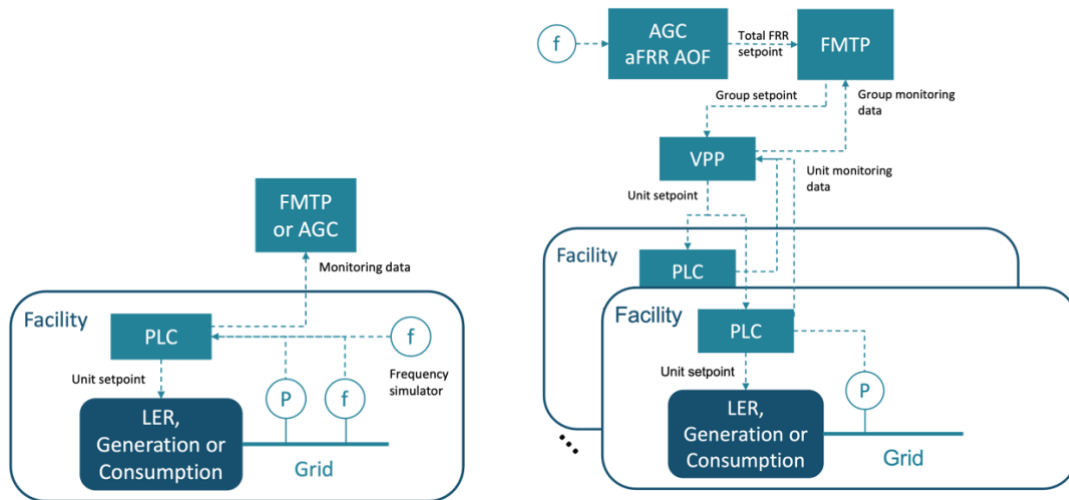 FMTP
or AGC
Monitoring data
Facility
PLC
f
Unit setpoint
Frequency
simulator
P
f
LER,
Generation or
Consumption
Grid
f
AGC
aFRR AOF
Total FRR
setpoint
FMTP
Group setpoint
Group monitoring
data
VPP
Unit monitoring
data
Unit setpoint
Facility
PLC
Facility
PLC
Unit setpoint
P
LER,
Generation or
Consumption
Grid